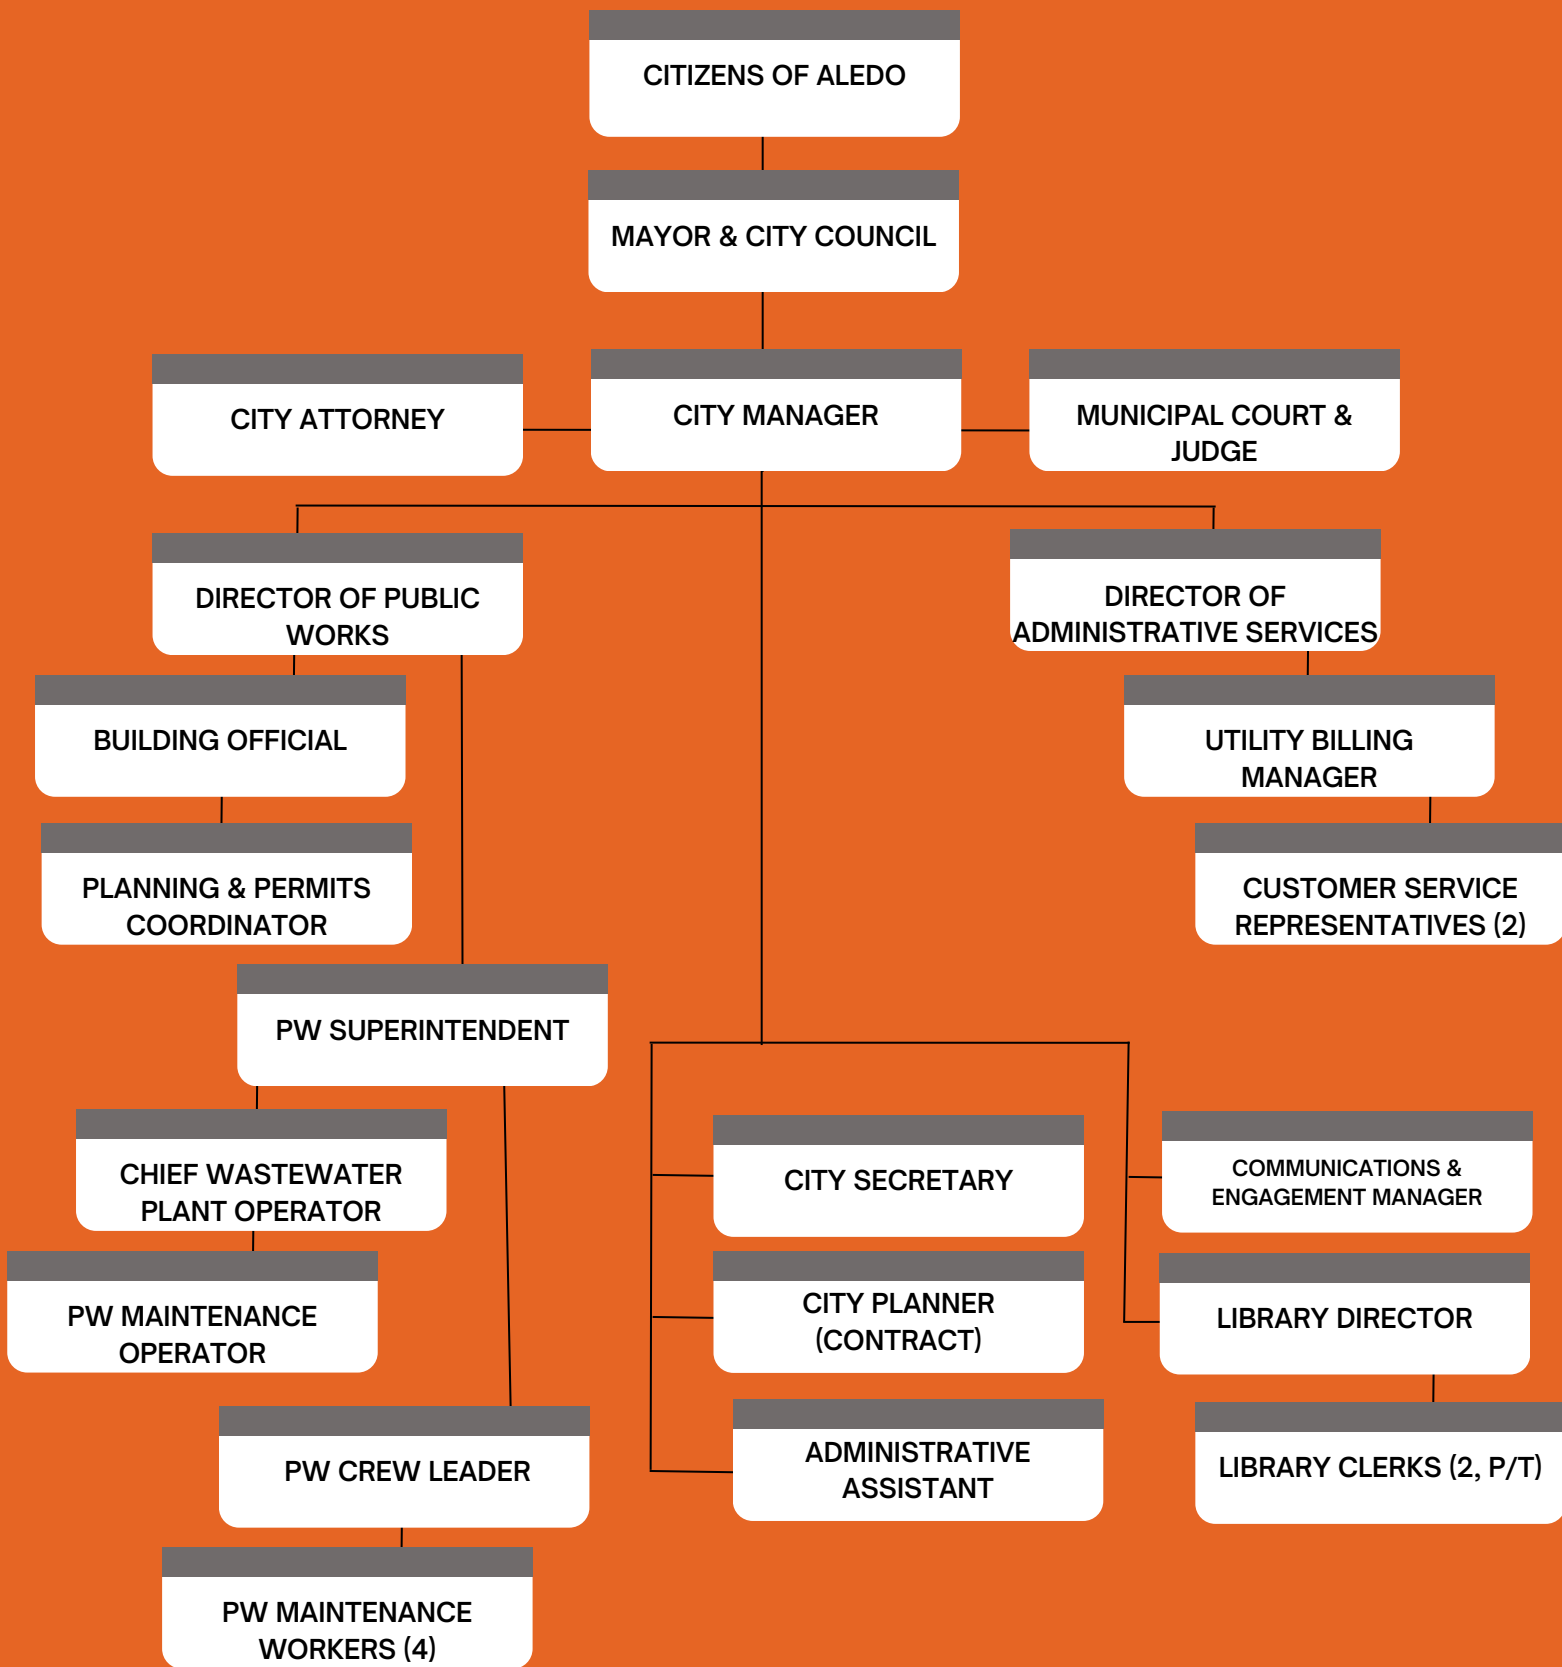 CITIZENS OF ALEDO
MAYOR & CITY COUNCIL
CITY ATTORNEY
CITY MANAGER
MUNICIPAL COURT &
JUDGE
DIRECTOR OF PUBLIC
WORKS
DIRECTOR OF
ADMINISTRATIVE SERVICES
BUILDING OFFICIAL
UTILITY BILLING
MANAGER
PLANNING & PERMITS
COORDINATOR
CUSTOMER SERVICE
REPRESENTATIVES (2)
PW SUPERINTENDENT
CHIEF WASTEWATER
PLANT OPERATOR
CITY SECRETARY
COMMUNICATIONS &
ENGAGEMENT MANAGER
PW MAINTENANCE
OPERATOR
CITY PLANNER
(CONTRACT)
LIBRARY DIRECTOR
PW CREW LEADER
ADMINISTRATIVE
ASSISTANT
LIBRARY CLERKS (2, P/T)
PW MAINTENANCE
WORKERS (4)